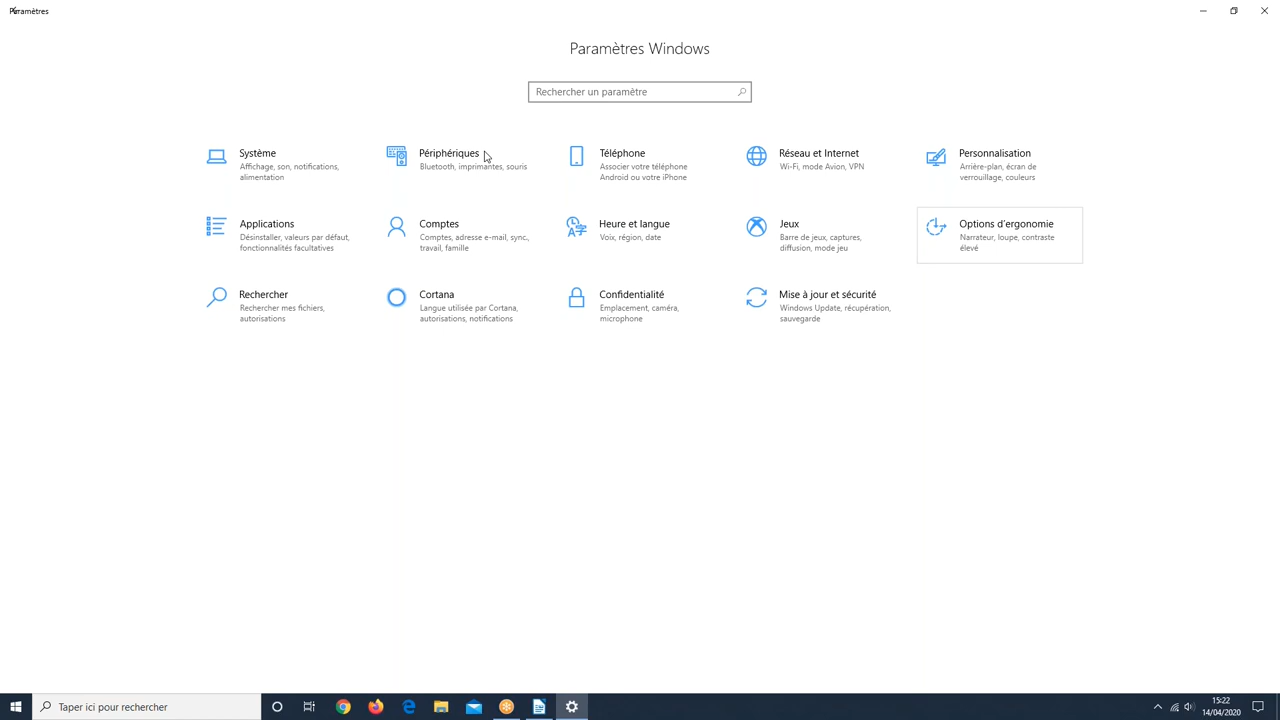 Paramètres
Paramètres Windows
Rechercher un paramètre
Système
Affichage, son, notifications,
alimentation
Périphériques
Bluetooth, imprimantes, souris
Téléphone
Associer votre téléphone
Android ou votre iPhone
Réseau et Internet
Wi-Fi, mode Avion, VPN
Personnalisation
Arrière-plan, écran de
verrouillage, couleurs
Applications
Désinstaller, valeurs par défaut,
fonctionnalités facultatives
Comptes
Comptes, adresse e-mail, sync.,
travail, famille
Heure et langue
Voix, région, date
Jeux
Barre de jeux, captures,
diffusion, mode jeu
Options d'ergonomie
Narrateur, loupe, contraste
élevé
Rechercher
Rechercher mes fichiers,
autorisations
Cortana
Langue utilisée par Cortana,
autorisations, notifications
Confidentialité
Emplacement, caméra,
microphone
Mise à jour et sécurité
Windows Update, récupération,
sauvegarde
Taper ici pour rechercher
15:22
14/04/2020